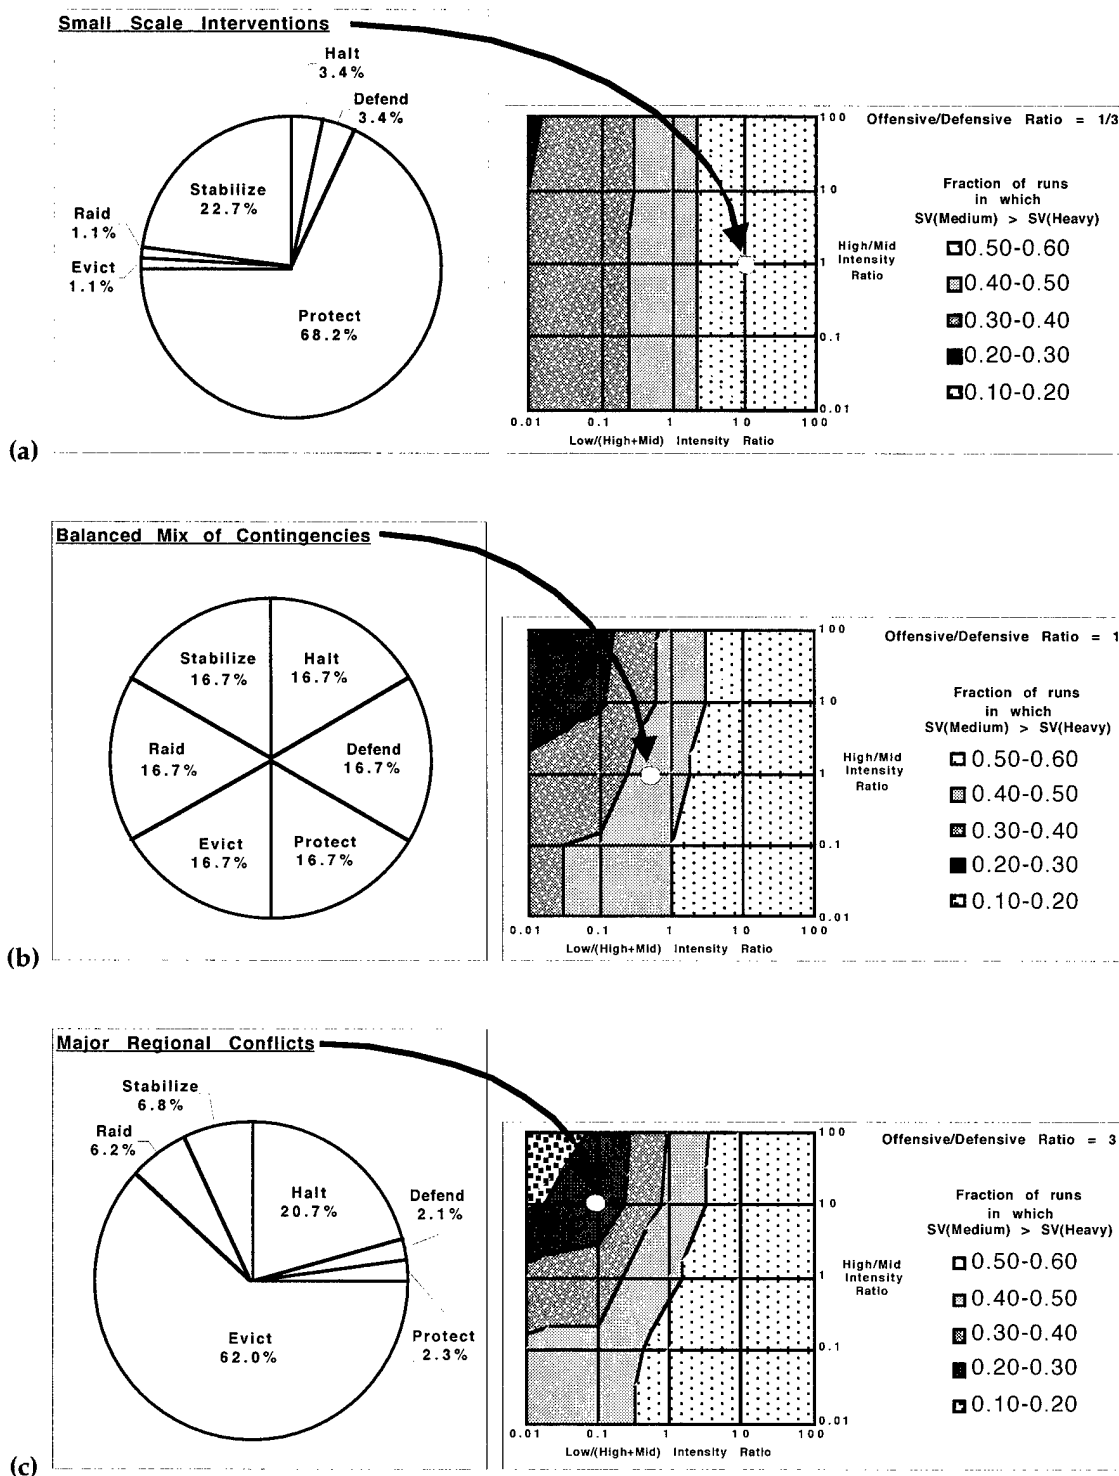 Small Scale Interventions
Halt
3.4%
Defend
3.4%
Stabilize
22.7%
Raid
1.1%
Evict
1.1%
Protect
68.2%
(a)
100
10
1
0.1
0.01
High/Mid
Intensity
Ratio
0.01 0.1 1 10 100
Low/(High+Mid) Intensity Ratio
Offensive/Defensive Ratio = 1/3
Fraction of runs
in which
SV(Medium) > SV(Heavy)
0.50-0.60
0.40-0.50
0.30-0.40
0.20-0.30
0.10-0.20
Balanced Mix of Contingencies
Stabilize
16.7%
Halt
16.7%
Raid
16.7%
Defend
16.7%
Evict
16.7%
Protect
16.7%
(b)
100
10
1
0.1
0.01
High/Mid
Intensity
Ratio
0.01 0.1 1 10 100
Low/(High+Mid) Intensity Ratio
Offensive/Defensive Ratio = 1
Fraction of runs
in which
SV(Medium) > SV(Heavy)
0.50-0.60
0.40-0.50
0.30-0.40
0.20-0.30
0.10-0.20
Major Regional Conflicts
Stabilize
6.8%
Raid
6.2%
Halt
20.7%
Defend
2.1%
Evict
62.0%
Protect
2.3%
(c)
100
10
1
0.1
0.01
High/Mid
Intensity
Ratio
0.01 0.1 1 10 100
Low/(High+Mid) Intensity Ratio
Offensive/Defensive Ratio = 3
Fraction of runs
in which
SV(Medium) > SV(Heavy)
0.50-0.60
0.40-0.50
0.30-0.40
0.20-0.30
0.10-0.20